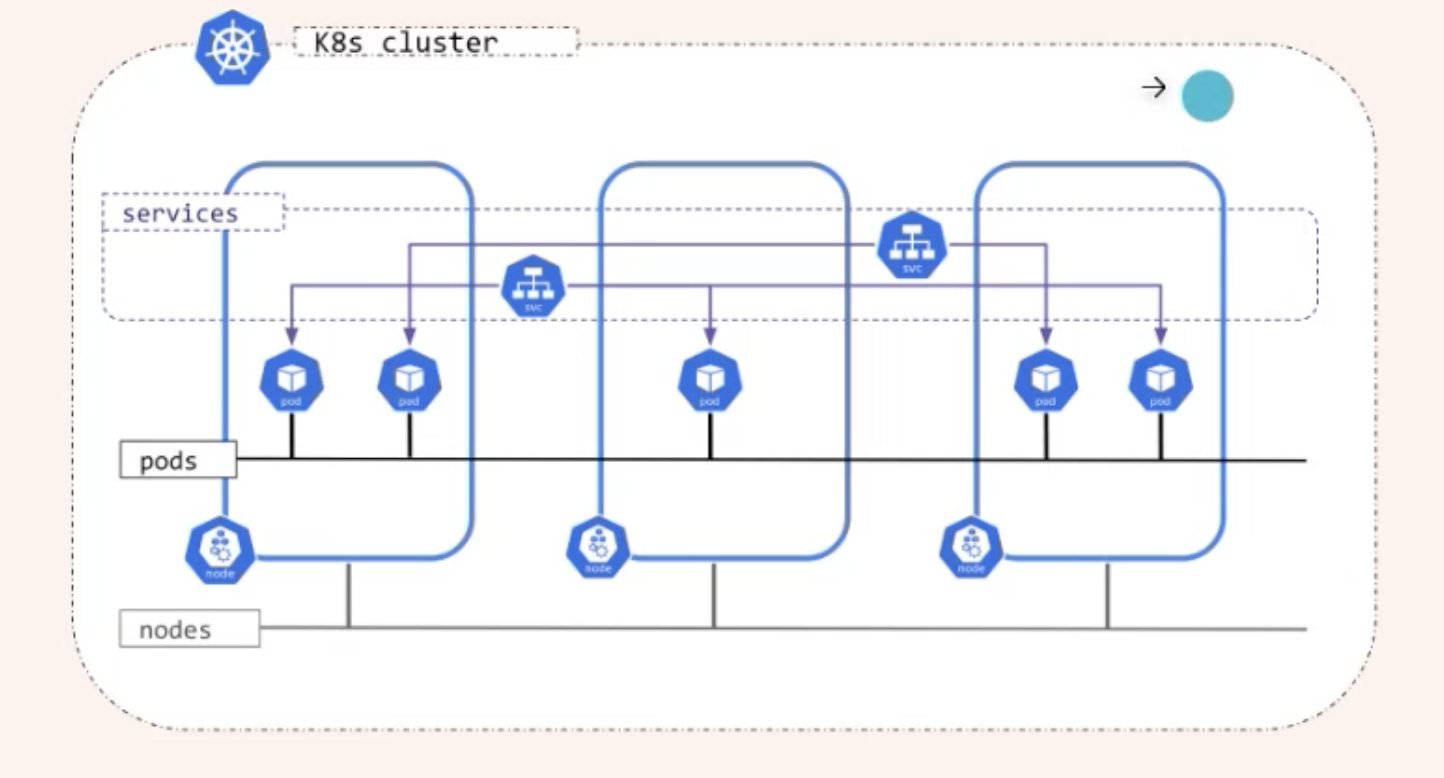 K8s cluster
services
svc
svc
pod
pod
pod
pod
pod
pods
node
node
node
nodes